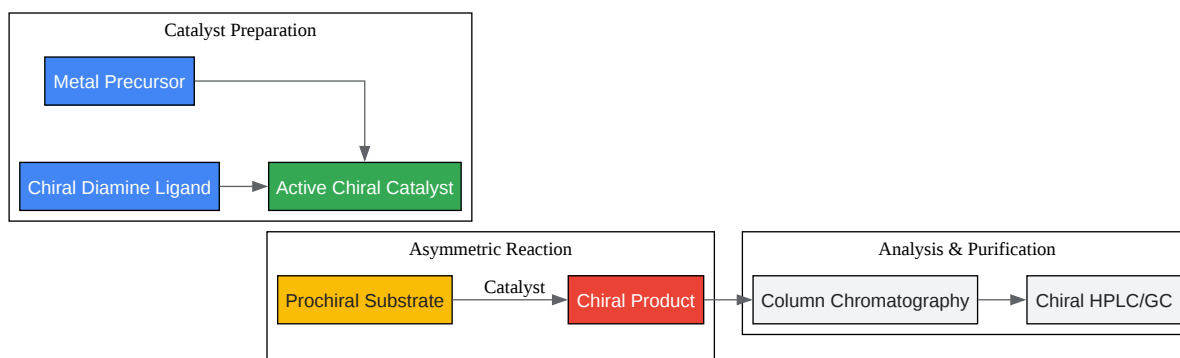 Catalyst Preparation
Metal Precursor
Chiral Diamine Ligand
Active Chiral Catalyst
Asymmetric Reaction
Prochiral Substrate
Catalyst
Chiral Product
Analysis & Purification
Column Chromatography
Chiral HPLC/GC